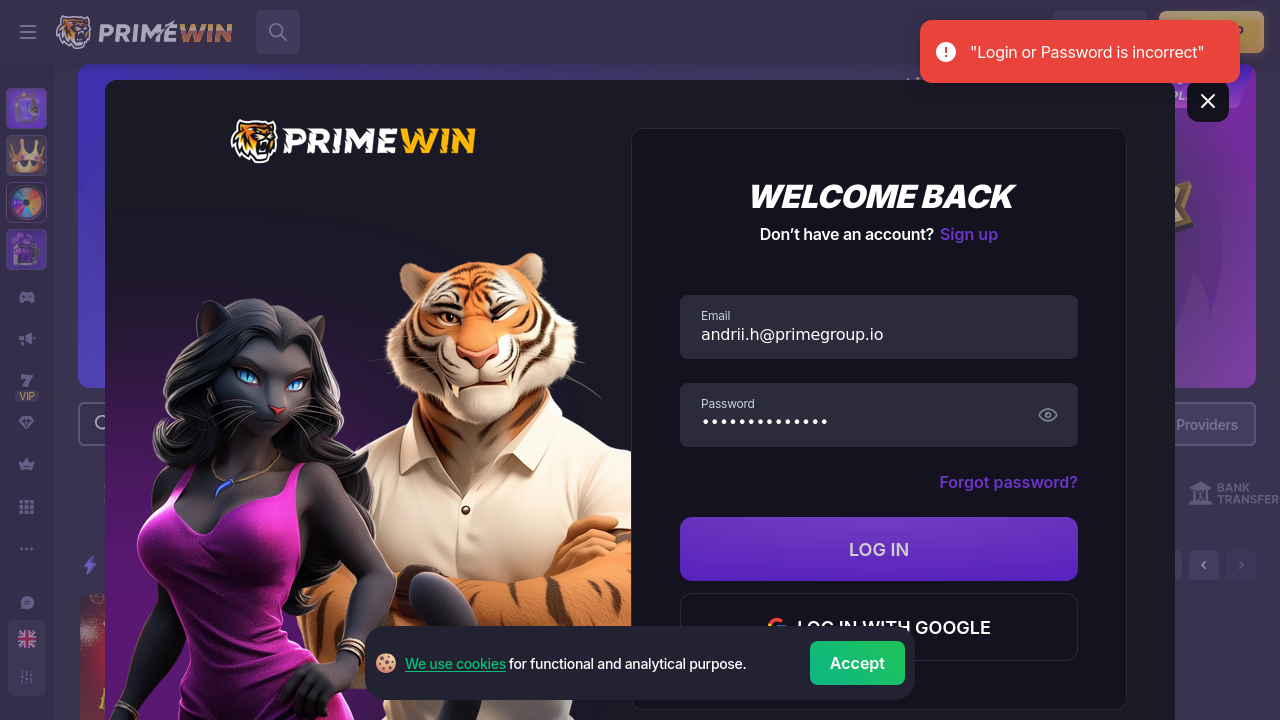 PRIMEWIN
"Login or Password is incorrect"
PRIMEWIN
WELCOME BACK
Don't have an account? Sign up
Email
andrii.h@primegroup.io
Password
••••••••••••••
VIP
Providers
Forgot password?
BANK
TRANSFER
LOG IN
LOG IN WITH GOOGLE
We use cookies for functional and analytical purpose.
Accept